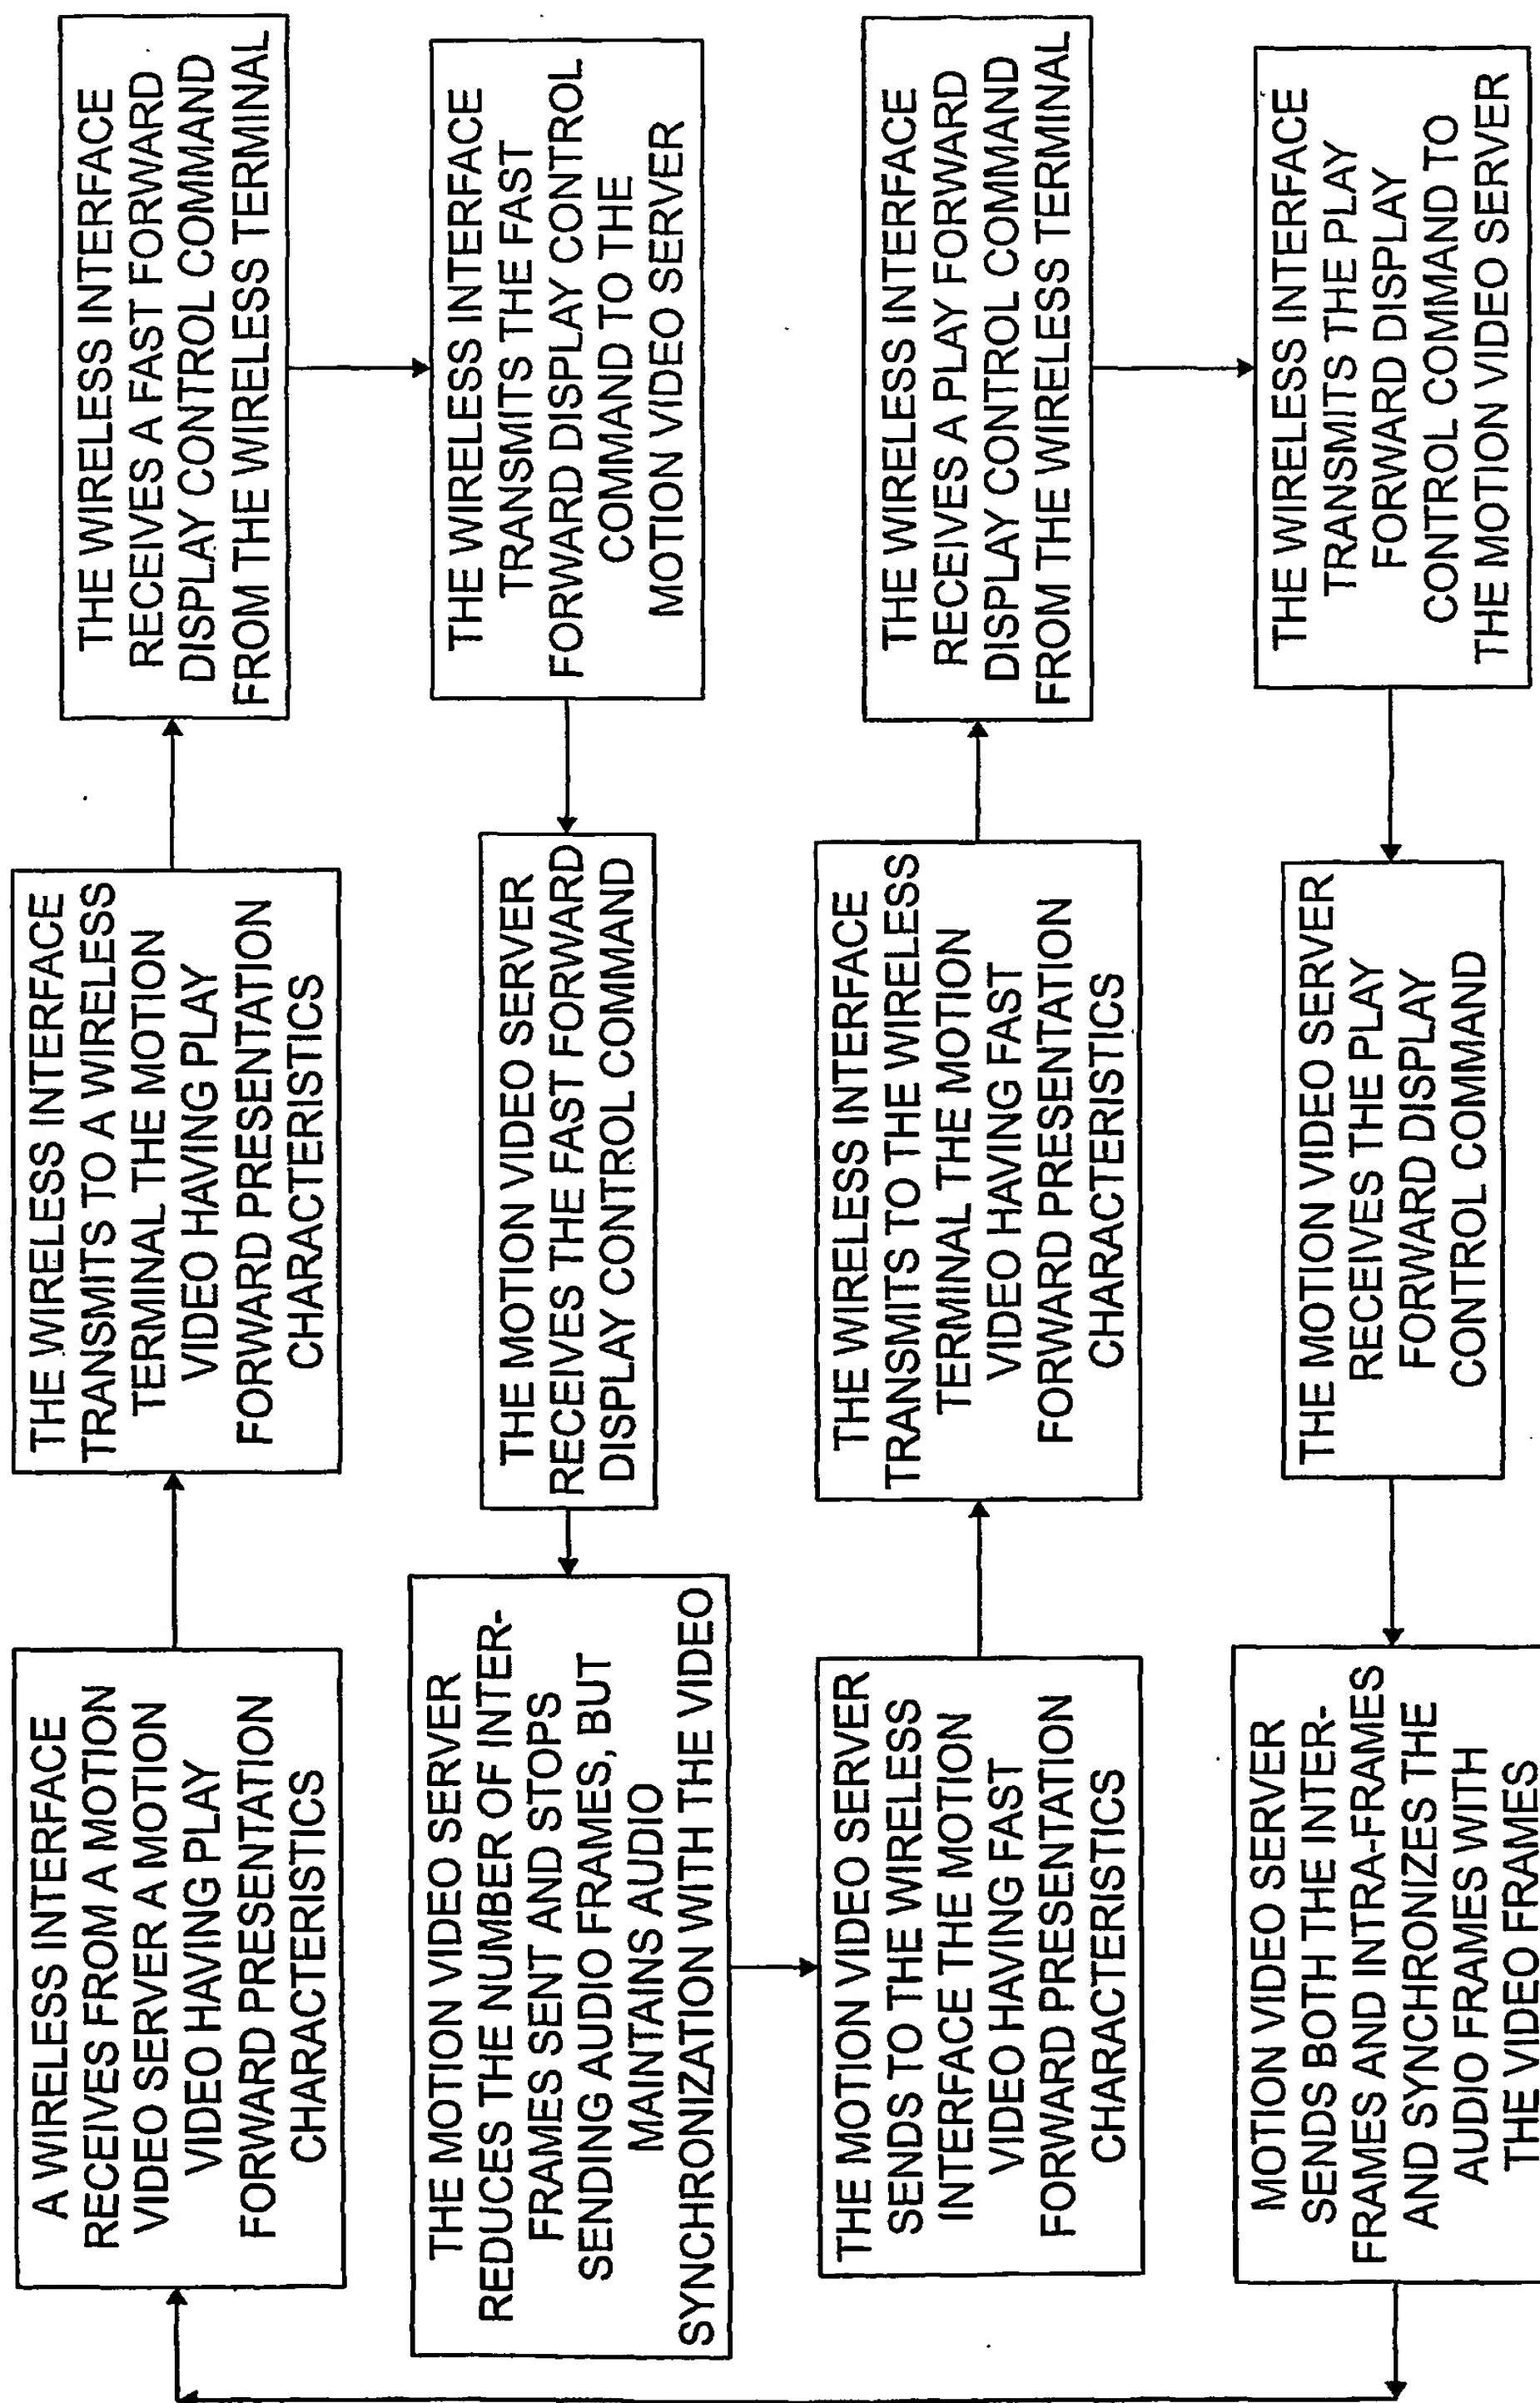 A WIRELESS INTERFACE
RECEIVES FROM A MOTION
VIDEO SERVER A MOTION
VIDEO HAVING PLAY
FORWARD PRESENTATION
CHARACTERISTICS
THE WIRELESS INTERFACE
TRANSMITS TO A WIRELESS
TERMINAL THE MOTION
VIDEO HAVING PLAY
FORWARD PRESENTATION
CHARACTERISTICS
THE WIRELESS INTERFACE
RECEIVES A FAST FORWARD
DISPLAY CONTROL COMMAND
FROM THE WIRELESS TERMINAL
THE WIRELESS INTERFACE
TRANSMITS THE FAST
FORWARD DISPLAY CONTROL
COMMAND TO THE
MOTION VIDEO SERVER
THE MOTION VIDEO SERVER
RECEIVES THE FAST FORWARD
DISPLAY CONTROL COMMAND
THE MOTION VIDEO SERVER
REDUCES THE NUMBER OF INTER-
FRAMES SENT AND STOPS
SENDING AUDIO FRAMES, BUT
MAINTAINS AUDIO
SYNCHRONIZATION WITH THE VIDEO
THE MOTION VIDEO SERVER
SENDS TO THE WIRELESS
INTERFACE THE MOTION
VIDEO HAVING FAST
FORWARD PRESENTATION
CHARACTERISTICS
THE WIRELESS INTERFACE
TRANSMITS TO THE WIRELESS
TERMINAL THE MOTION
VIDEO HAVING FAST
FORWARD PRESENTATION
CHARACTERISTICS
THE WIRELESS INTERFACE
RECEIVES A PLAY FORWARD
DISPLAY CONTROL COMMAND
FROM THE WIRELESS TERMINAL
THE WIRELESS INTERFACE
TRANSMITS THE PLAY
FORWARD DISPLAY
CONTROL COMMAND TO
THE MOTION VIDEO SERVER
THE MOTION VIDEO SERVER
RECEIVES THE PLAY
FORWARD DISPLAY
CONTROL COMMAND
MOTION VIDEO SERVER
SENDS BOTH THE INTER-
FRAMES AND INTRA-FRAMES
AND SYNCHRONIZES THE
AUDIO FRAMES WITH
THE VIDEO FRAMES